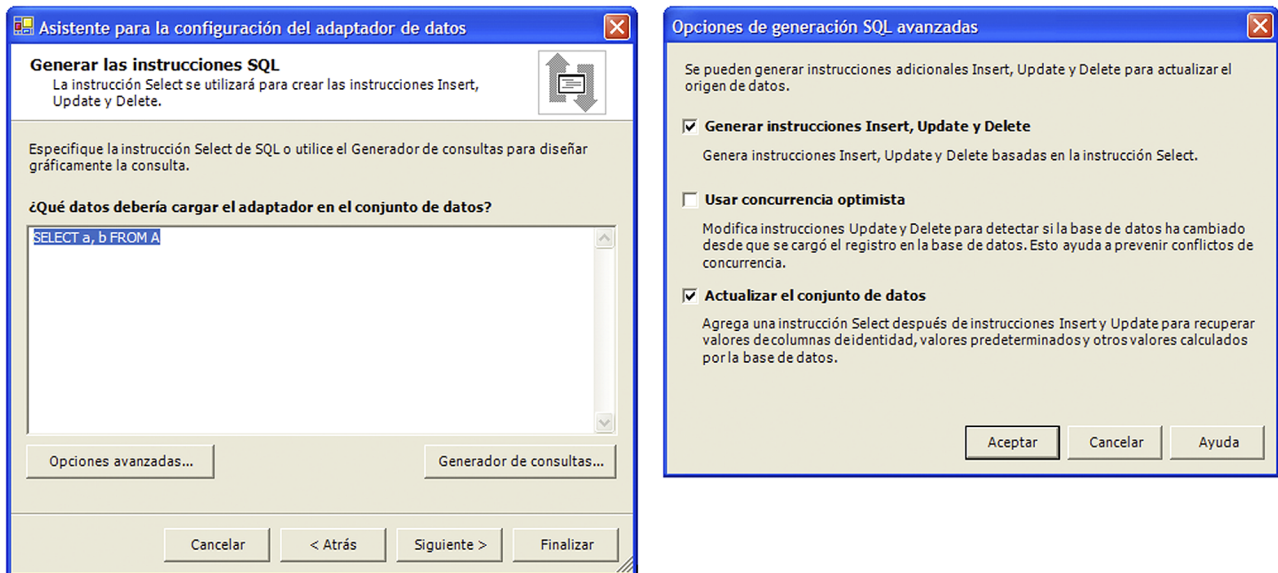 Asistente para la configuración del adaptador de datos
Generar las instrucciones SQL
La instrucción Select se utilizará para crear las instrucciones Insert,
Update y Delete.
Especifique la instrucción Select de SQL o utilice el Generador de consultas para diseñar
gráficamente la consulta.
¿Qué datos debería cargar el adaptador en el conjunto de datos?
SELECT a, b FROM A
Opciones avanzadas...
Generador de consultas...
Cancelar
< Atrás
Siguiente >
Finalizar
Opciones de generación SQL avanzadas
Se pueden generar instrucciones adicionales Insert, Update y Delete para actualizar el
origen de datos.
Generar instrucciones Insert, Update y Delete
Genera instrucciones Insert, Update y Delete basadas en la instrucción Select.
Usar concurrencia optimista
Modifica instrucciones Update y Delete para detectar si la base de datos ha cambiado
desde que se cargó el registro en la base de datos. Esto ayuda a prevenir conflictos de
concurrencia.
Actualizar el conjunto de datos
Agrega una instrucción Select después de instrucciones Insert y Update para recuperar
valores de columnas de identidad, valores predeterminados y otros valores calculados
por la base de datos.
Aceptar
Cancelar
Ayuda